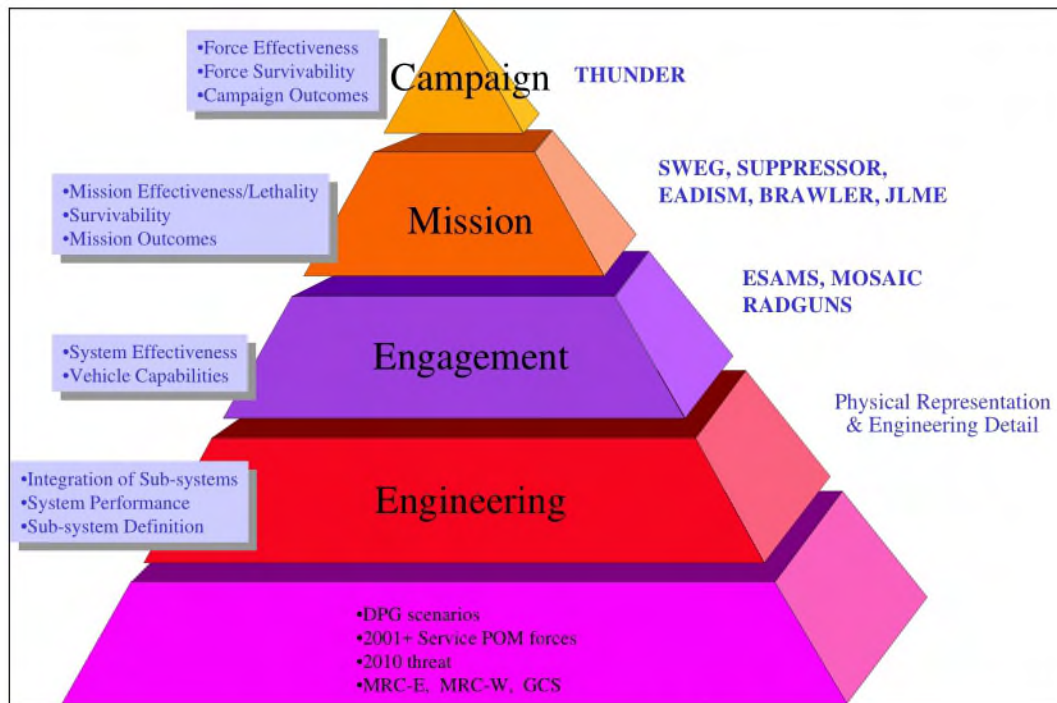 •Force Effectiveness
•Force Survivability
•Campaign Outcomes
Campaign
THUNDER
•Mission Effectiveness/Lethality
•Survivability
•Mission Outcomes
Mission
SWEG, SUPPRESSOR,
EADISM, BRAWLER, JLME
•System Effectiveness
•Vehicle Capabilities
Engagement
ESAMS, MOSAIC
RADGUNS
•Integration of Sub-systems
•System Performance
•Sub-system Definition
Engineering
Physical Representation
& Engineering Detail
•DPG scenarios
•2001+ Service POM forces
•2010 threat
•MRC-E, MRC-W, GCS